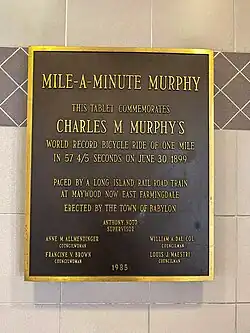 MILE-A-MINUTE MURPHY
THIS TABLET COMMEMORATES
CHARLES M. MURPHY'S
WORLD RECORD BICYCLE RIDE OF ONE MILE
IN 57 4/5 SECONDS ON JUNE 30 1899
PACED BY A LONG ISLAND RAIL ROAD TRAIN
AT MAYWOOD NOW EAST FARMINGDALE
ERECTED BY THE TOWN OF BABYLON
ANTHONY NOTO
SUPERVISOR
ANNE M. ALLMENDINGER
COUNCILWOMAN
WILLIAM A. DAL COL
COUNCILMAN
FRANCINE V. BROWN
COUNCILWOMAN
LOUIS J. MAESTRI
COUNCILMAN
1985